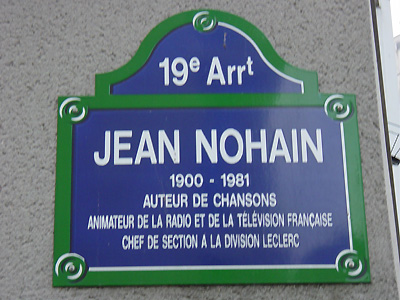 19e Arrt
JEAN NOHAIN
1900 - 1981
AUTEUR DE CHANSONS
ANIMATEUR DE LA RADIO ET DE LA TÉLÉVISION FRANÇAISE
CHEF DE SECTION A LA DIVISION LECLERC